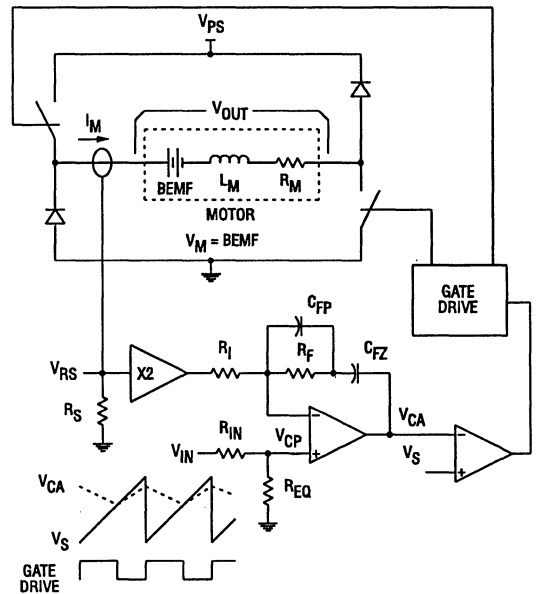 VPS
IM
VOUT
BEMF
LM
RM
MOTOR
VM = BEMF
GATE
DRIVE
CFP
RI
RF
CFZ
VRS
X2
RS
RIN
VCA
VIN
VCP
−
+
−
+
VS
REQ
VCA
VS
GATE
DRIVE